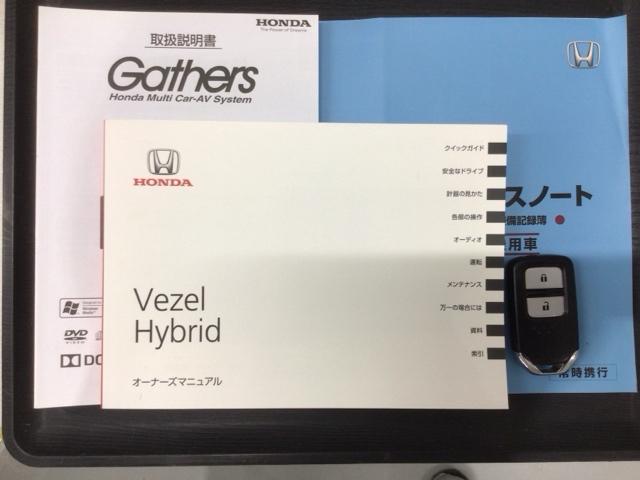 HONDA
The Power of Dreams
取扱説明書
Gathers
Honda Multi Car-AV System
HONDA
Vezel
Hybrid
オーナーズマニュアル
クイックガイド
安全なドライブ
計器の見かた
各部の操作
オーディオ
運転
メンテナンス
万一の場合には
資料
索引
スノート
備記録簿
用車
常時携行
DVD
VIDEO